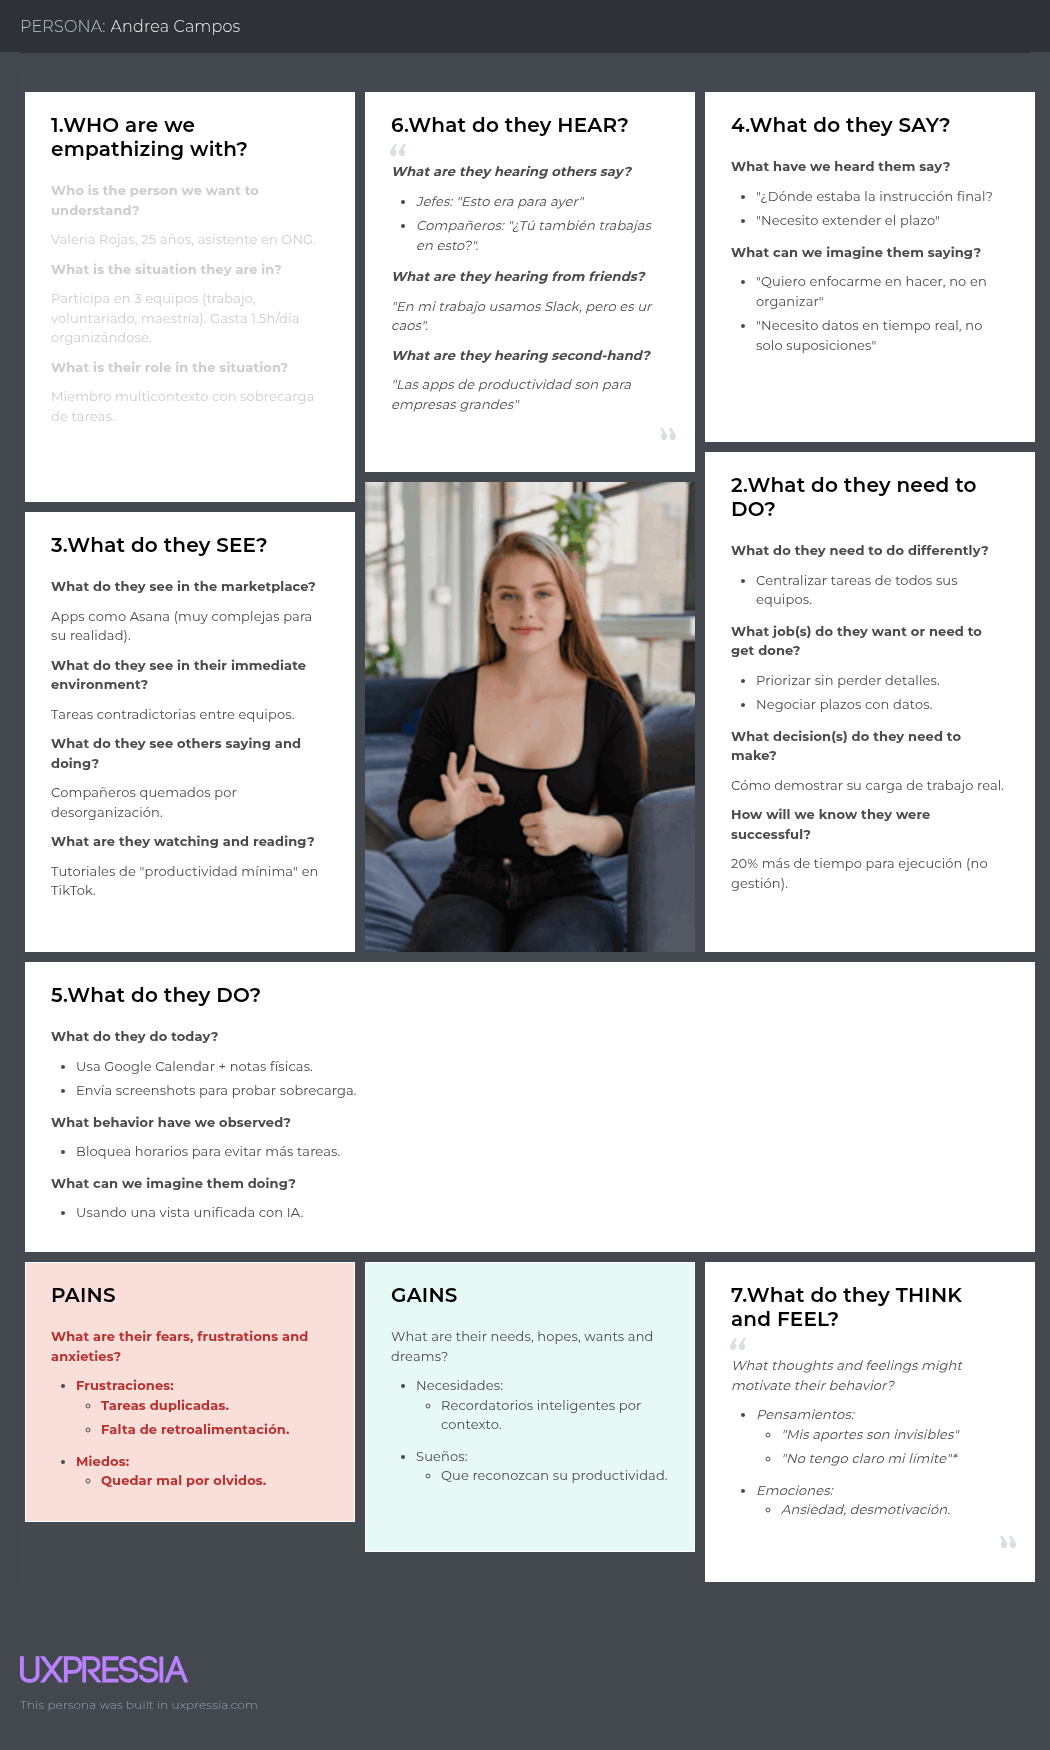 PERSONA: Andrea Campos
1.WHO are we
empathizing with?
Who is the person we want to
understand?
Valeria Rojas, 25 años, asistente en ONG.
What is the situation they are in?
Participa en 3 equipos (trabajo,
voluntariado, maestría). Gasta 1.5h/día
organizándose.
What is their role in the situation?
Miembro multicontexto con sobrecarga
de tareas.
6.What do they HEAR?
“
What are they hearing others say?
• Jefes: "Esto era para ayer"
• Compañeros: "¿Tú también trabajas
en esto?".
What are they hearing from friends?
"En mi trabajo usamos Slack, pero es ur
caos".
What are they hearing second-hand?
"Las apps de productividad son para
empresas grandes"
”
4.What do they SAY?
What have we heard them say?
• "¿Dónde estaba la instrucción final?
• "Necesito extender el plazo"
What can we imagine them saying?
• "Quiero enfocarme en hacer, no en
organizar"
• "Necesito datos en tiempo real, no
solo suposiciones"
3.What do they SEE?
What do they see in the marketplace?
Apps como Asana (muy complejas para
su realidad).
What do they see in their immediate
environment?
Tareas contradictorias entre equipos.
What do they see others saying and
doing?
Compañeros quemados por
desorganización.
What are they watching and reading?
Tutoriales de "productividad mínima" en
TikTok.
2.What do they need to
DO?
What do they need to do differently?
• Centralizar tareas de todos sus
equipos.
What job(s) do they want or need to
get done?
• Priorizar sin perder detalles.
• Negociar plazos con datos.
What decision(s) do they need to
make?
Cómo demostrar su carga de trabajo real.
How will we know they were
successful?
20% más de tiempo para ejecución (no
gestión).
5.What do they DO?
What do they do today?
• Usa Google Calendar + notas físicas.
• Envía screenshots para probar sobrecarga.
What behavior have we observed?
• Bloquea horarios para evitar más tareas.
What can we imagine them doing?
• Usando una vista unificada con IA.
PAINS
What are their fears, frustrations and
anxieties?
• Frustraciones:
◦ Tareas duplicadas.
◦ Falta de retroalimentación.
• Miedos:
◦ Quedar mal por olvidos.
GAINS
What are their needs, hopes, wants and
dreams?
• Necesidades:
◦ Recordatorios inteligentes por
contexto.
• Sueños:
◦ Que reconozcan su productividad.
7.What do they THINK
and FEEL?
“
What thoughts and feelings might
motivate their behavior?
• Pensamientos:
◦ "Mis aportes son invisibles"
◦ "No tengo claro mi límite"*
• Emociones:
◦ Ansiedad, desmotivación.
”
UXPRESSIA
This persona was built in uxpressia.com